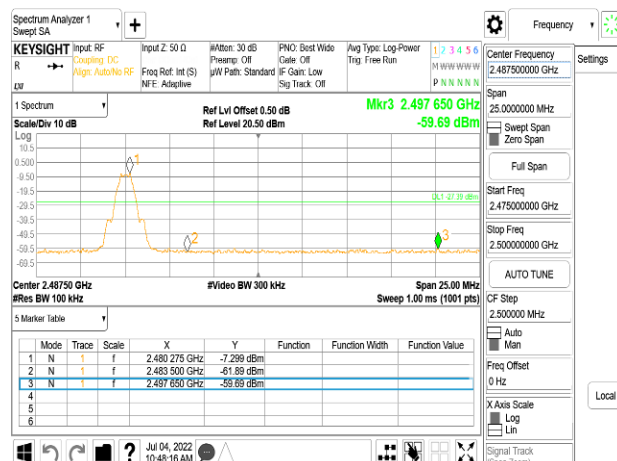 Spectrum Analyzer 1
Swept SA
Frequency
KEYSIGHT
R
Input: RF
Coupling: DC
Align: Auto/No RF
Input Z: 50 Ω
Freq Ref: Int (S)
NFE: Adaptive
#Atten: 30 dB
Preamp: Off
µW Path: Standard
PNO: Best Wide
Gate: Off
IF Gain: Low
Sig Track: Off
Avg Type: Log-Power
Trig: Free Run
1 2 3 4 5 6
M W W W W W
P N N N N N
Center Frequency
2.487500000 GHz
Settings
Span
25.0000000 MHz
Swept Span
Zero Span
Full Span
Start Freq
2.475000000 GHz
Stop Freq
2.500000000 GHz
AUTO TUNE
CF Step
2.500000 MHz
Auto
Man
Freq Offset
0 Hz
X Axis Scale
Log
Lin
Signal Track
Local
1 Spectrum
Scale/Div 10 dB
Ref Lvl Offset 0.50 dB
Ref Level 20.50 dBm
Mkr3 2.497 650 GHz
-59.69 dBm
Log
10.5
0.500
-9.50
-19.5
-29.5
-39.5
-49.5
-59.5
-69.5
1
2
3
DL1 -27.39 dBm
Center 2.48750 GHz
#Res BW 100 kHz
#Video BW 300 kHz
Span 25.00 MHz
Sweep 1.00 ms (1001 pts)
5 Marker Table
Mode Trace Scale X Y Function Function Width Function Value
1 N 1 f 2.480 275 GHz -7.299 dBm
2 N 1 f 2.483 500 GHz -61.89 dBm
3 N 1 f 2.497 650 GHz -59.69 dBm
4
5
6
?
Jul 04, 2022
10:48:16 AM